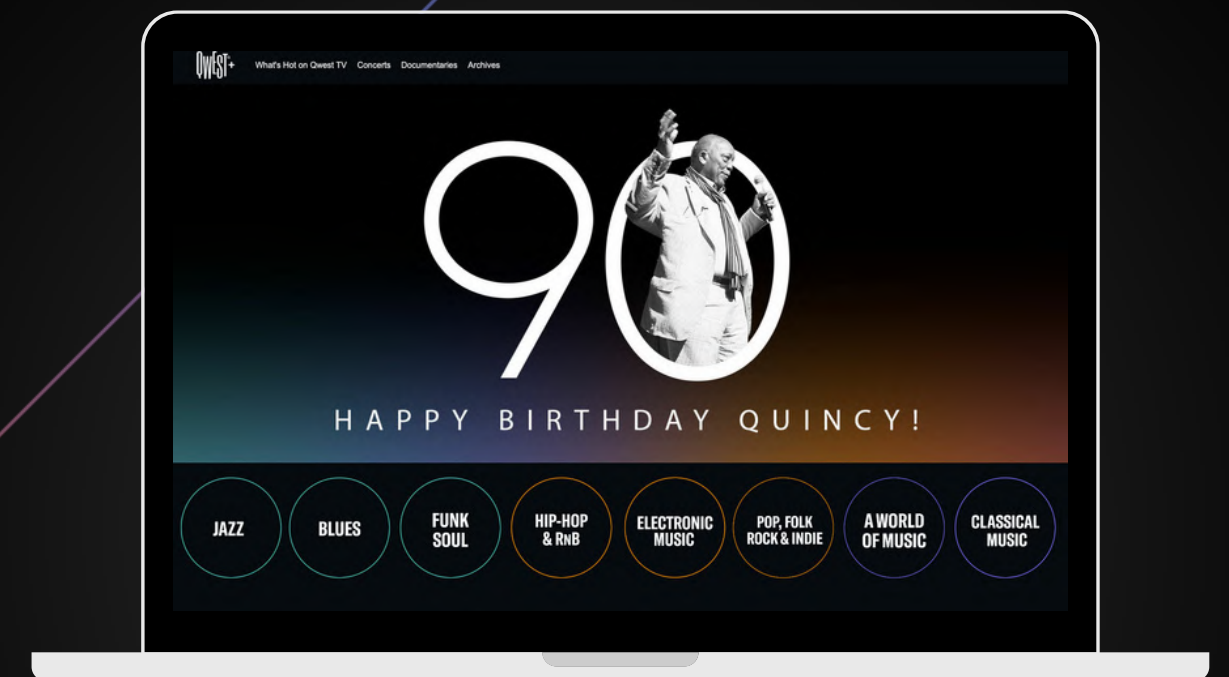 QWEST+
What's Hot on Qwest TV Concerts Documentaries Archives
90
HAPPY BIRTHDAY QUINCY!
JAZZ
BLUES
FUNK
SOUL
HIP-HOP
& RNB
ELECTRONIC
MUSIC
POP, FOLK
ROCK & INDIE
A WORLD
OF MUSIC
CLASSICAL
MUSIC